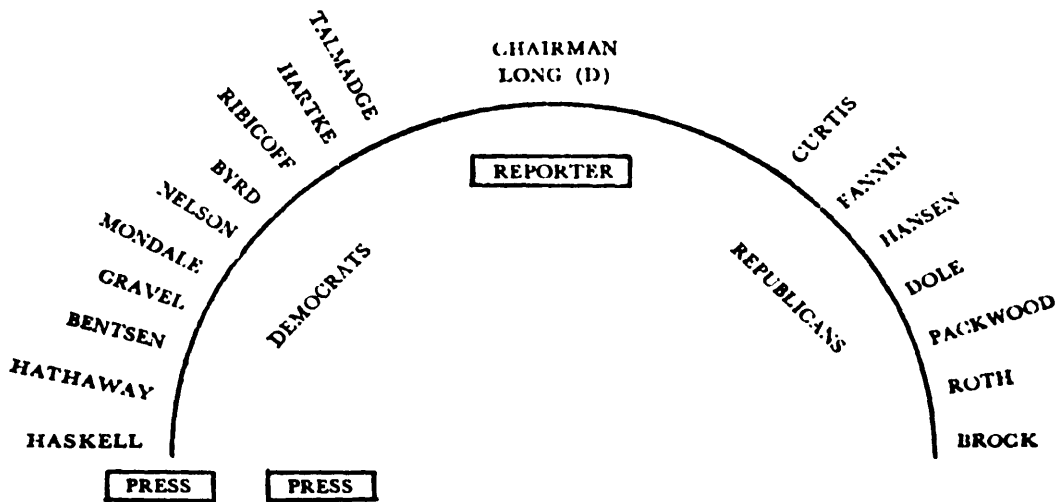 CHAIRMAN
LONG (D)
TALMADGE
HARTKE
RIBICOFF
BYRD
NELSON
MONDALE
GRAVEL
BENTSEN
HATHAWAY
HASKELL
CURTIS
FANNIN
HANSEN
DOLE
PACKWOOD
ROTH
BROCK
REPORTER
DEMOCRATS
REPUBLICANS
PRESS PRESS